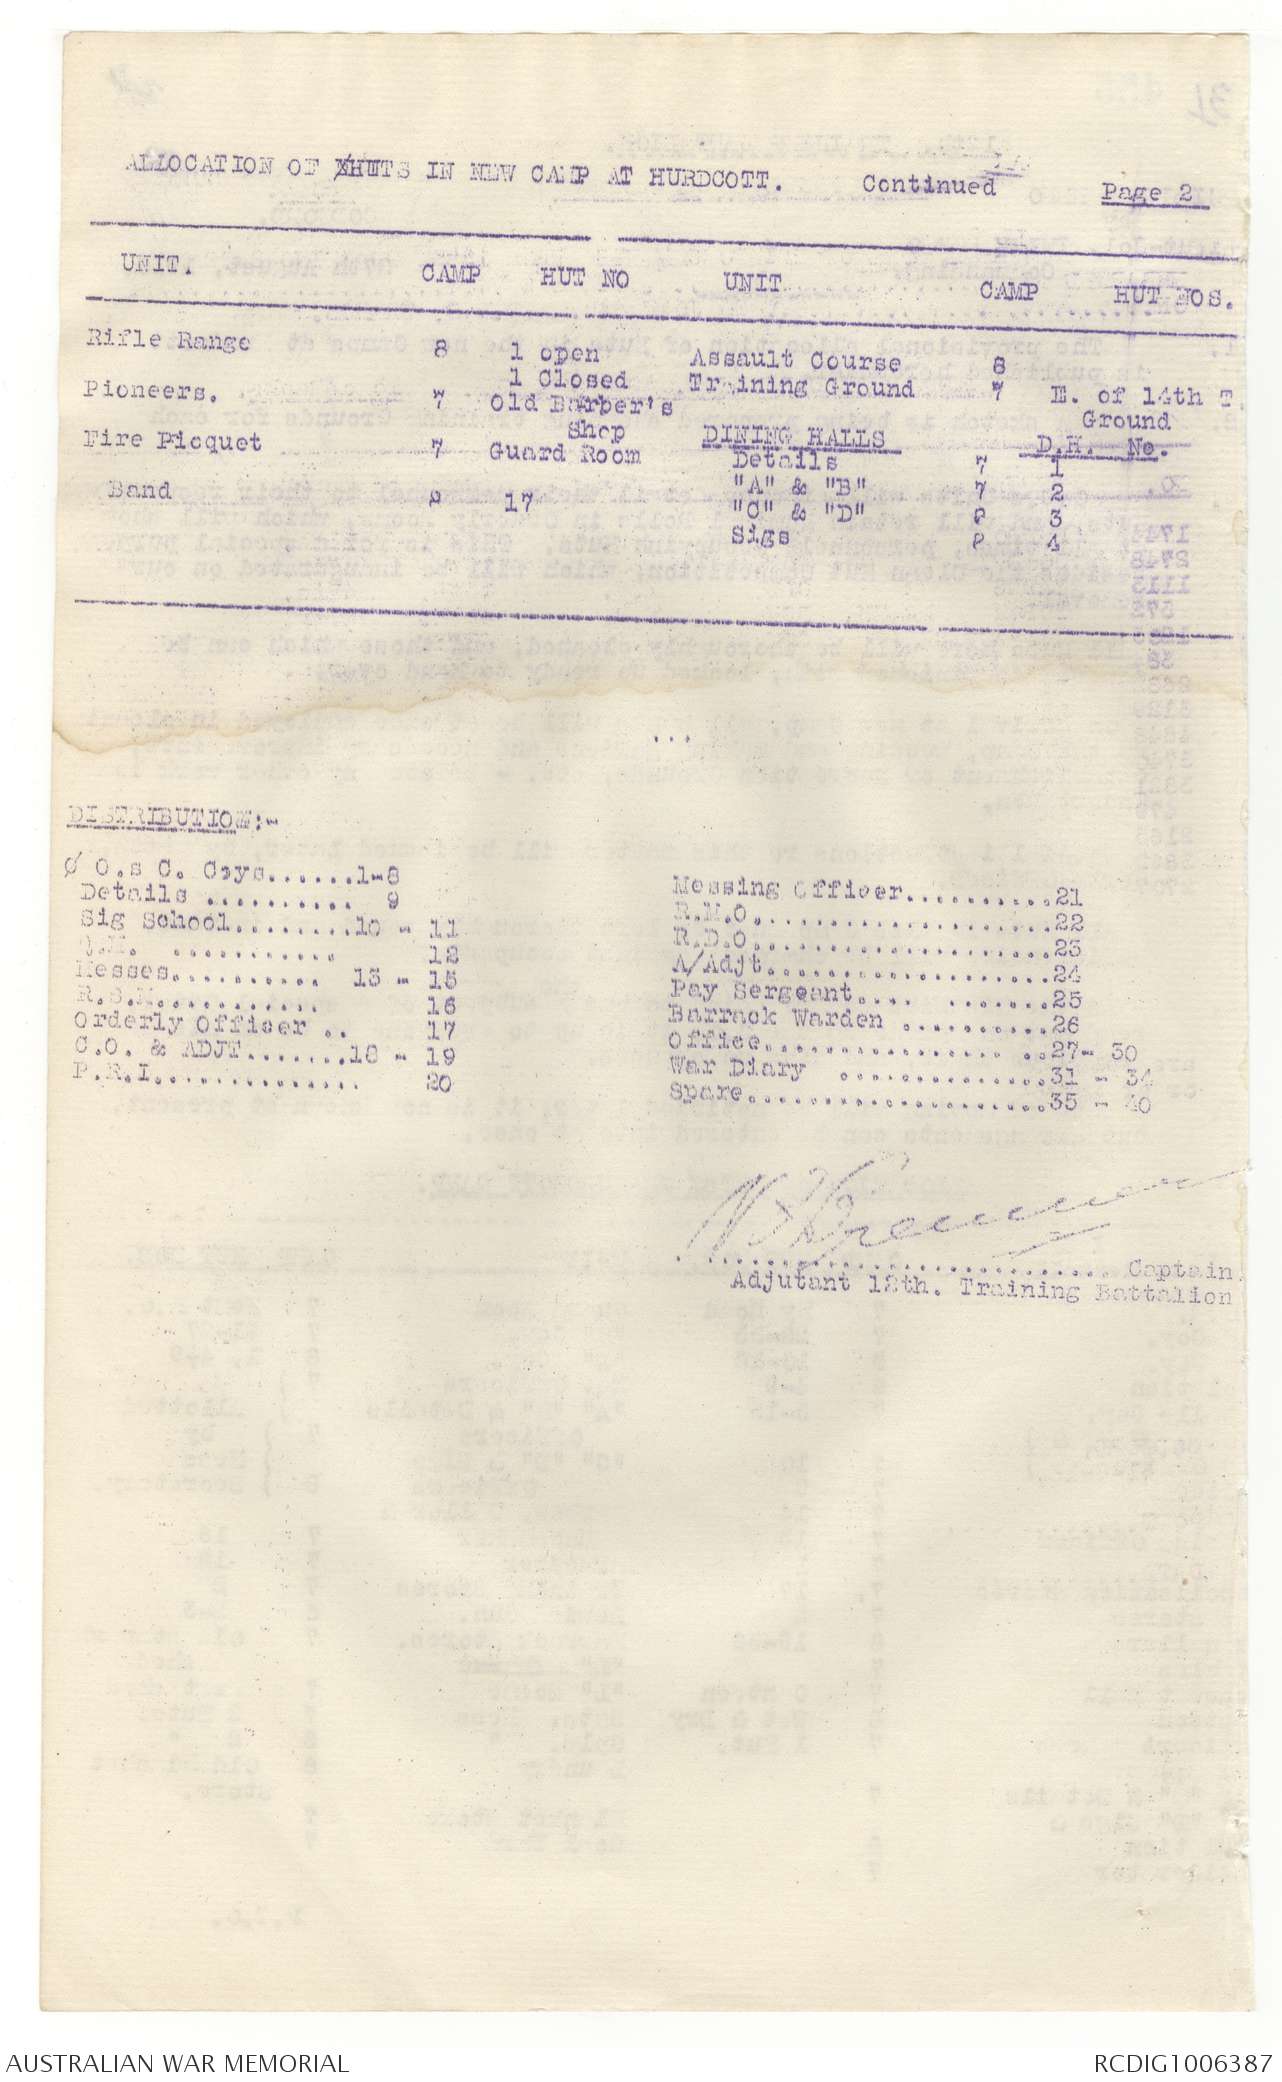 ALLOCATION OF HUTS IN NEW CAMP AT HURDCOTT. Continued Page 2
UNIT. CAMP HUT NO UNIT CAMP HUT NOS.
Rifle Range 8 1 open Assault Course 8
1 Closed Training Ground 7 E. of 14th T.
Pioneers. 7 Old Barber's Ground
Shop DINING HALLS D.H. No.
Fire Picquet 7 Guard Room Details 7 1
"A" & "B" 7 2
Band 8 17 "C" & "D" 8 3
Sigs 8 4
...
DISTRIBUTION:-
O.s C. Coys.......1-8
Details ........... 9
Sig School.........10 - 11
Q.M. ............ 12
Messes........... 13 - 15
R.S.M............ 16
Orderly Officer .. 17
C.O. & ADJT.......18 - 19
P.R.I............... 20
Messing Officer...........21
R.M.O......................22
R.D.O......................23
A/Adjt.....................24
Pay Sergeant.... .......25
Barrack Warden ...........26
Office.................. ..27- 30
War Diary ...............31 - 34
Spare.......................35 - 40
............................... Captain
Adjutant 12th. Training Battalion
AUSTRALIAN WAR MEMORIAL
RCDIG1006387